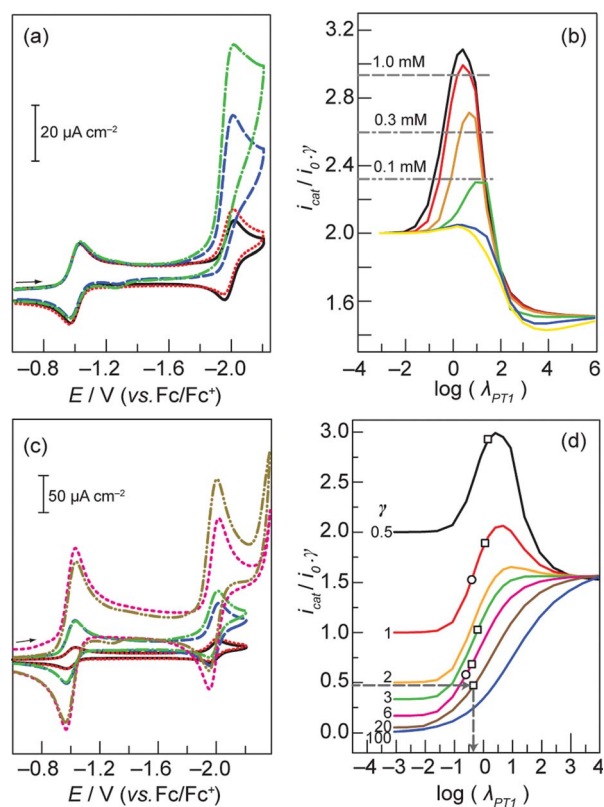 (a)
20 μA cm⁻²
−0.8 −1.2 −1.6 −2.0
E / V (vs. Fc/Fc⁺)
(b)
i_cat / i_0·γ
3.2
2.8
2.4
2.0
1.6
1.0 mM
0.3 mM
0.1 mM
−4 −2 0 2 4 6
log ( λ_PT1 )
(c)
50 μA cm⁻²
−0.8 −1.2 −1.6 −2.0
E / V (vs. Fc/Fc⁺)
(d)
i_cat / i_0·γ
3.0
2.5
2.0
1.5
1.0
0.5
0.0
γ
0.5
1
2
3
6
20
100
−4 −3 −2 −1 0 1 2 3 4
log ( λ_PT1 )